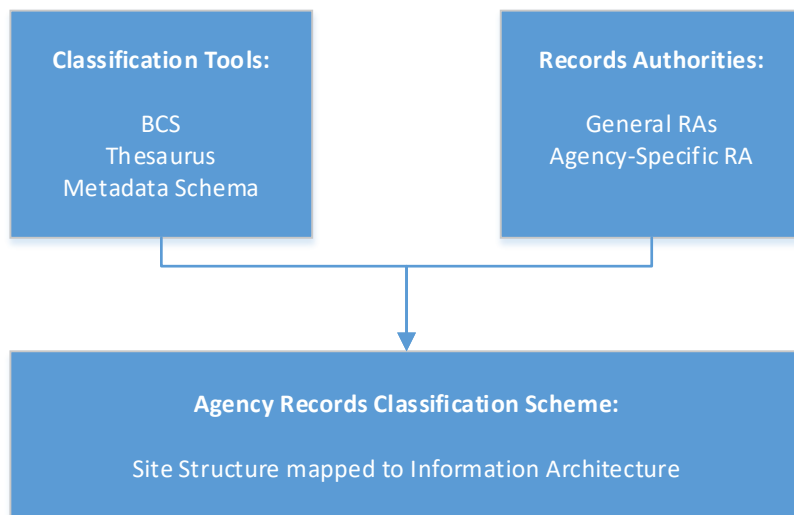 Classification Tools:
BCS
Thesaurus
Metadata Schema
Records Authorities:
General RAs
Agency-Specific RA
Agency Records Classification Scheme:
Site Structure mapped to Information Architecture